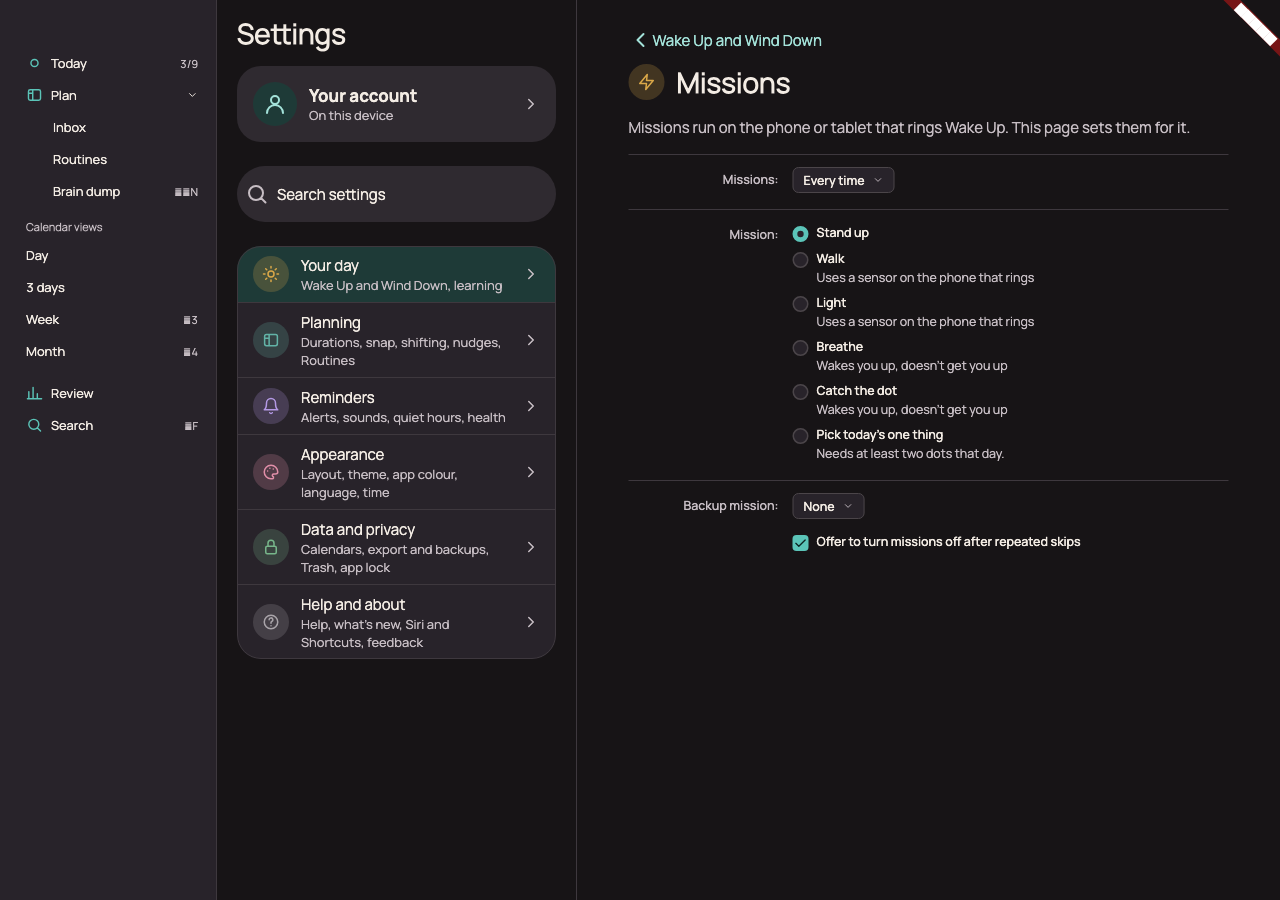 Today 3/9
Plan
Inbox
Routines
Brain dump N
Calendar views
Day
3 days
Week 3
Month 4
Review
Search F
Settings
Your account
On this device
Search settings
Your day
Wake Up and Wind Down, learning
Planning
Durations, snap, shifting, nudges,
Routines
Reminders
Alerts, sounds, quiet hours, health
Appearance
Layout, theme, app colour,
language, time
Data and privacy
Calendars, export and backups,
Trash, app lock
Help and about
Help, what's new, Siri and
Shortcuts, feedback
Wake Up and Wind Down
Missions
Missions run on the phone or tablet that rings Wake Up. This page sets them for it.
Missions: Every time
Mission: Stand up
Walk
Uses a sensor on the phone that rings
Light
Uses a sensor on the phone that rings
Breathe
Wakes you up, doesn't get you up
Catch the dot
Wakes you up, doesn't get you up
Pick today's one thing
Needs at least two dots that day.
Backup mission: None
Offer to turn missions off after repeated skips